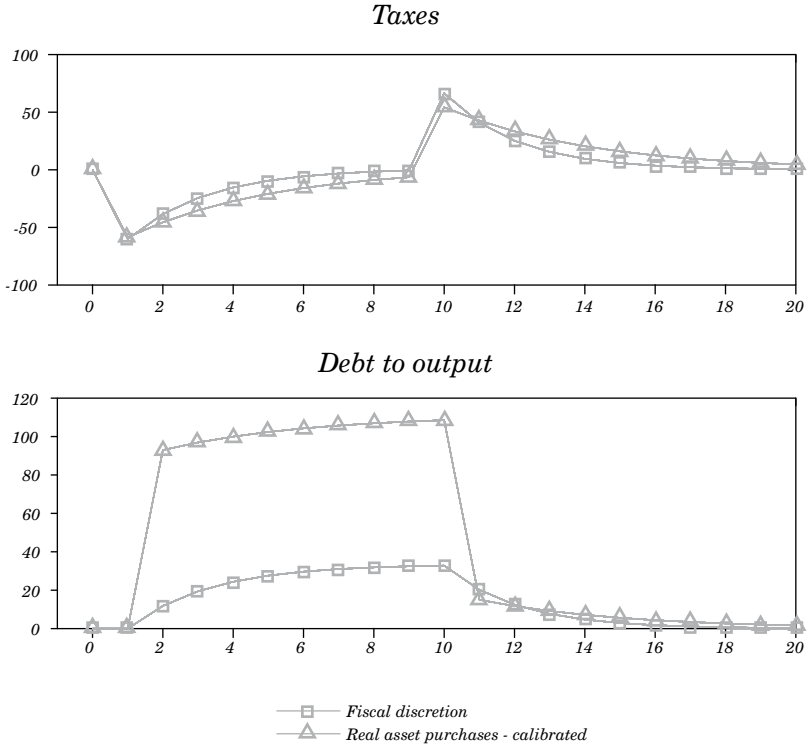 Taxes
100
50
0
-50
-100
0 2 4 6 8 10 12 14 16 18 20
Debt to output
120
100
80
60
40
20
0
0 2 4 6 8 10 12 14 16 18 20
Fiscal discretion
Real asset purchases - calibrated